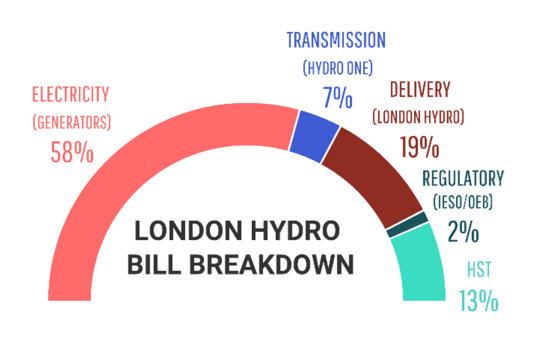 TRANSMISSION
(HYDRO ONE)
7%
ELECTRICITY
(GENERATORS)
58%
DELIVERY
(LONDON HYDRO)
19%
REGULATORY
(IESO/OEB)
2%
HST
13%
LONDON HYDRO
BILL BREAKDOWN